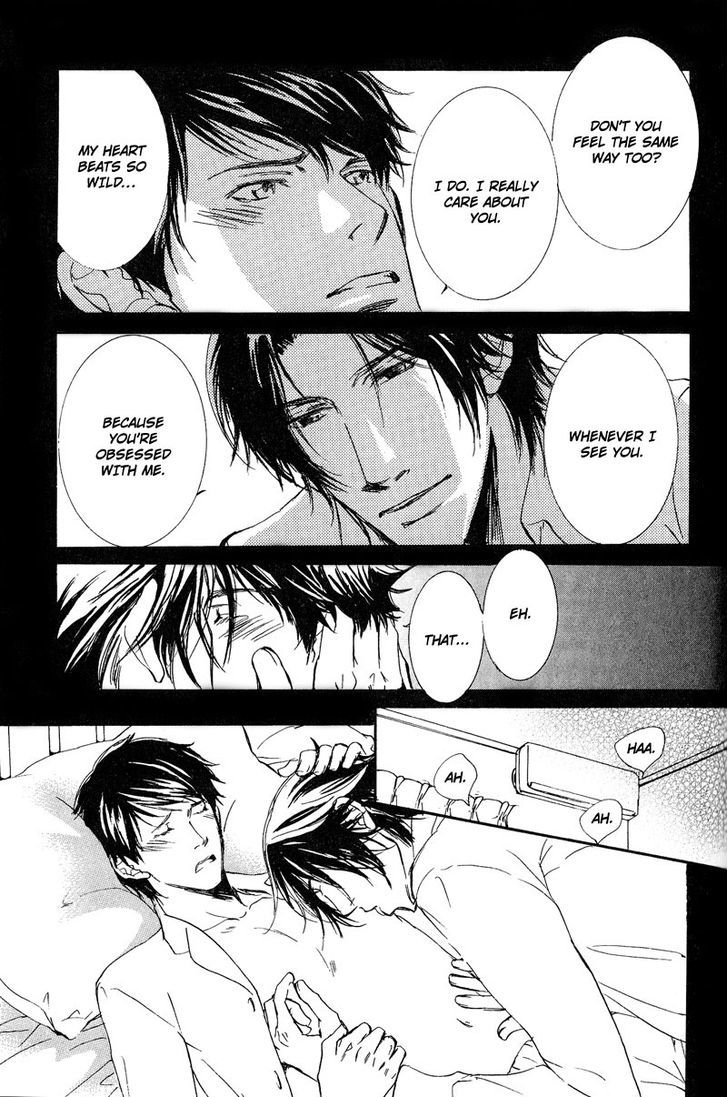 DON'T YOU
FEEL THE SAME
WAY TOO?
I DO. I REALLY
CARE ABOUT
YOU.
MY HEART
BEATS SO
WILD...
WHENEVER I
SEE YOU.
BECAUSE
YOU'RE
OBSESSED
WITH ME.
EH.
THAT...
HAA.
AH.
AH.